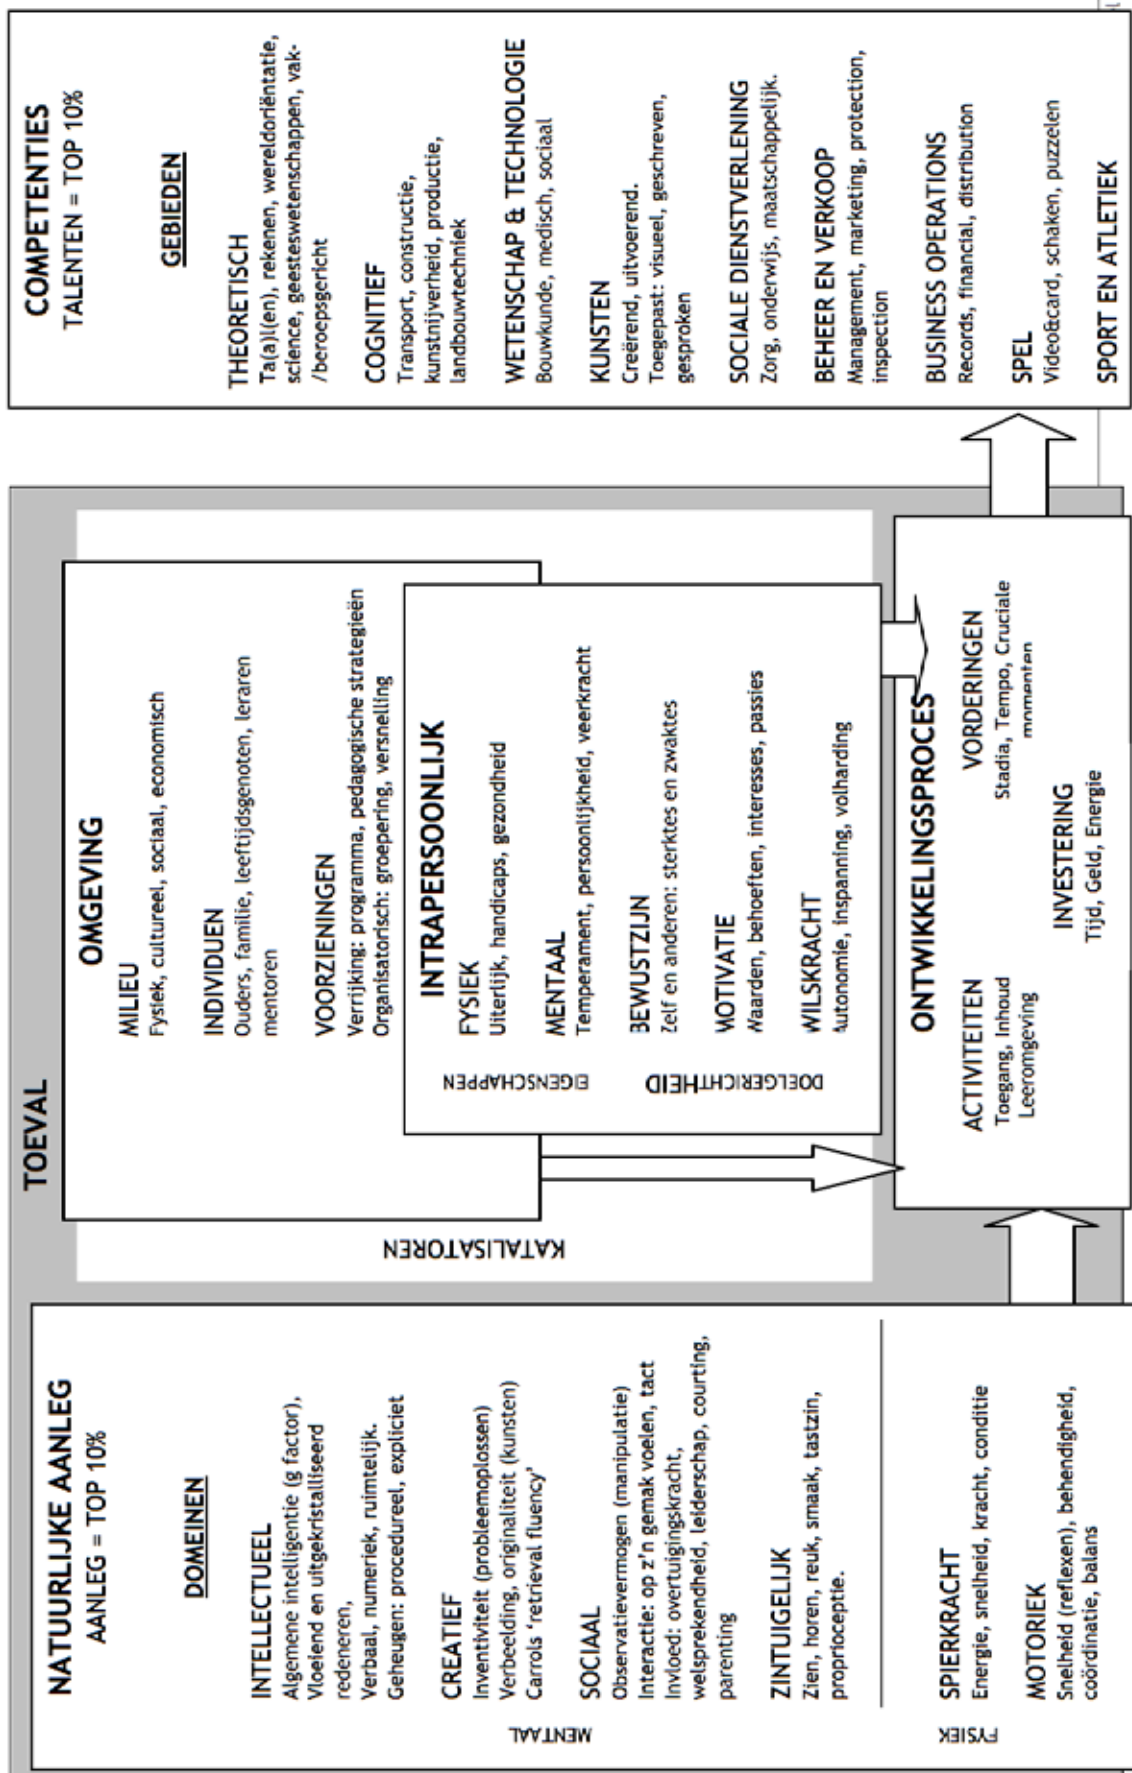 NATUURLIJKE AANLEG
AANLEG = TOP 10%
DOMEINEN
MENTAAL
INTELLECTUEEL
Algemene intelligentie (g factor),
Vloeiend en uitgekristalliseerd
redeneren,
Verbaal, numeriek, ruimtelijk.
Geheugen: procedureel, expliciet
CREATIEF
Inventiviteit (probleemoplossen)
Verbeelding, originaliteit (kunsten)
Carrols ‘retrieval fluency’
SOCIAAL
Observatievermogen (manipulatie)
Interactie: op z’n gemak voelen, tact
Invloed: overtuigingskracht,
welsprekendheid, leiderschap, courting,
parenting
ZINTUIGELIJK
Zien, horen, reuk, smaak, tastzin,
proprioceptie.
FYSIEK
SPIERKRACHT
Energie, snelheid, kracht, conditie
MOTORIEK
Snelheid (reflexen), behendigheid,
coördinatie, balans
TOEVAL
KATALISATOREN
OMGEVING
MILIEU
Fysiek, cultureel, sociaal, economisch
INDIVIDUEN
Ouders, familie, leeftijdsgenoten, leraren
mentoren
VOORZIENINGEN
Verrijking: programma, pedagogische strategieën
Organisatorisch: groepering, versnelling
INTRAPERSOONLIJK
EIGENSCHAPPEN
FYSIEK
Uiterlijk, handicaps, gezondheid
MENTAAL
Temperament, persoonlijkheid, veerkracht
DOELGERICHTHEID
BEWUSTZIJN
Zelf en anderen: sterktes en zwaktes
MOTIVATIE
Waarden, behoeften, interesses, passies
WILSKRACHT
Autonomie, inspanning, volharding
ONTWIKKELINGSPROCES
ACTIVITEITEN
Toegang, Inhoud
Leeromgeving
VORDERINGEN
Stadia, Tempo, Cruciale
momenten
INVESTERING
Tijd, Geld, Energie
COMPETENTIES
TALENTEN = TOP 10%
GEBIEDEN
THEORETISCH
Ta(a)l(en), rekenen, wereldoriëntatie,
science, geesteswetenschappen, vak-
/beroepsgericht
COGNITIEF
Transport, constructie,
kunstnijverheid, productie,
landbouwtechniek
WETENSCHAP & TECHNOLOGIE
Bouwkunde, medisch, sociaal
KUNSTEN
Creërend, uitvoerend.
Toegepast: visueel, geschreven,
gesproken
SOCIALE DIENSTVERLENING
Zorg, onderwijs, maatschappelijk.
BEHEER EN VERKOOP
Management, marketing, protection,
inspection
BUSINESS OPERATIONS
Records, financial, distribution
SPEL
Video&card, schaken, puzzelen
SPORT EN ATLETIEK